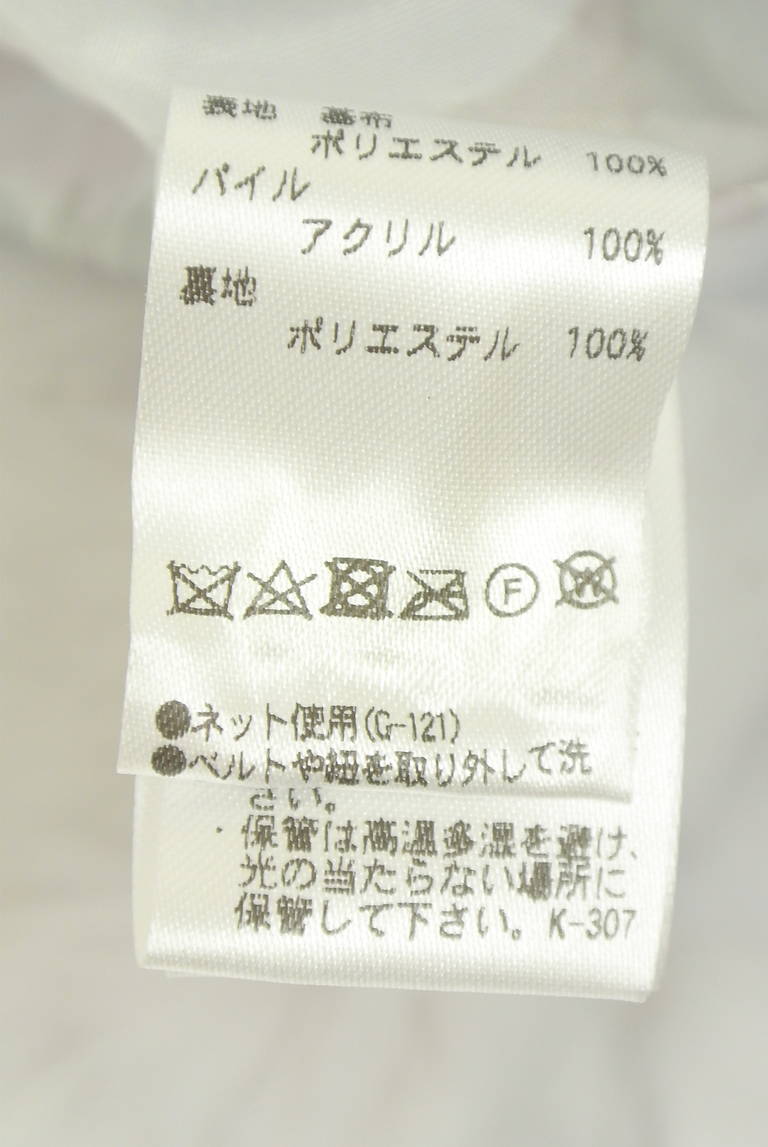 表地 基布
ポリエステル 100%
パイル
アクリル 100%
裏地
ポリエステル 100%
F
W
●ネット使用(G-121)
●ベルトや紐を取り外して洗
さい。
・保管は高温多湿を避け、
光の当たらない場所に
保管して下さい。K-307